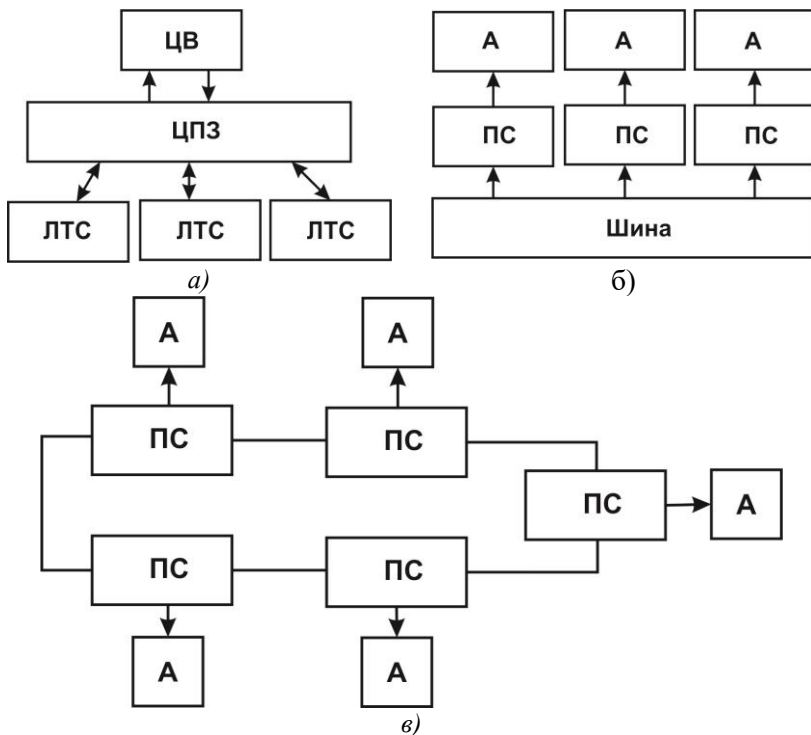 ЦВ
ЦПЗ
ЛТС ЛТС ЛТС
а)
А А А
ПС ПС ПС
Шина
б)
А А
ПС ПС
ПС А
ПС ПС
А А
в)